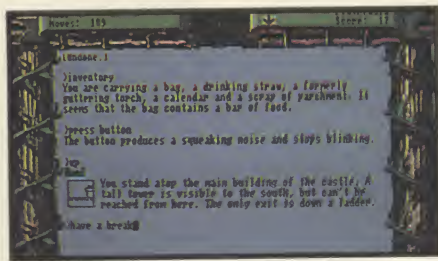 Moves: 109
Score: 17
[Undone.]
>inventory
You are carrying a bag, a drinking straw, a formerly
guttering torch, a calendar and a scrap of parchment. It
seems that the bag contains a bar of food.
>press button
The button produces a squeaking noise and stops blinking.
>up
Roof
You stand atop the main building of the castle. A
tall tower is visible to the south, but can't be
reached from here. The only exit is down a ladder.
>have a break